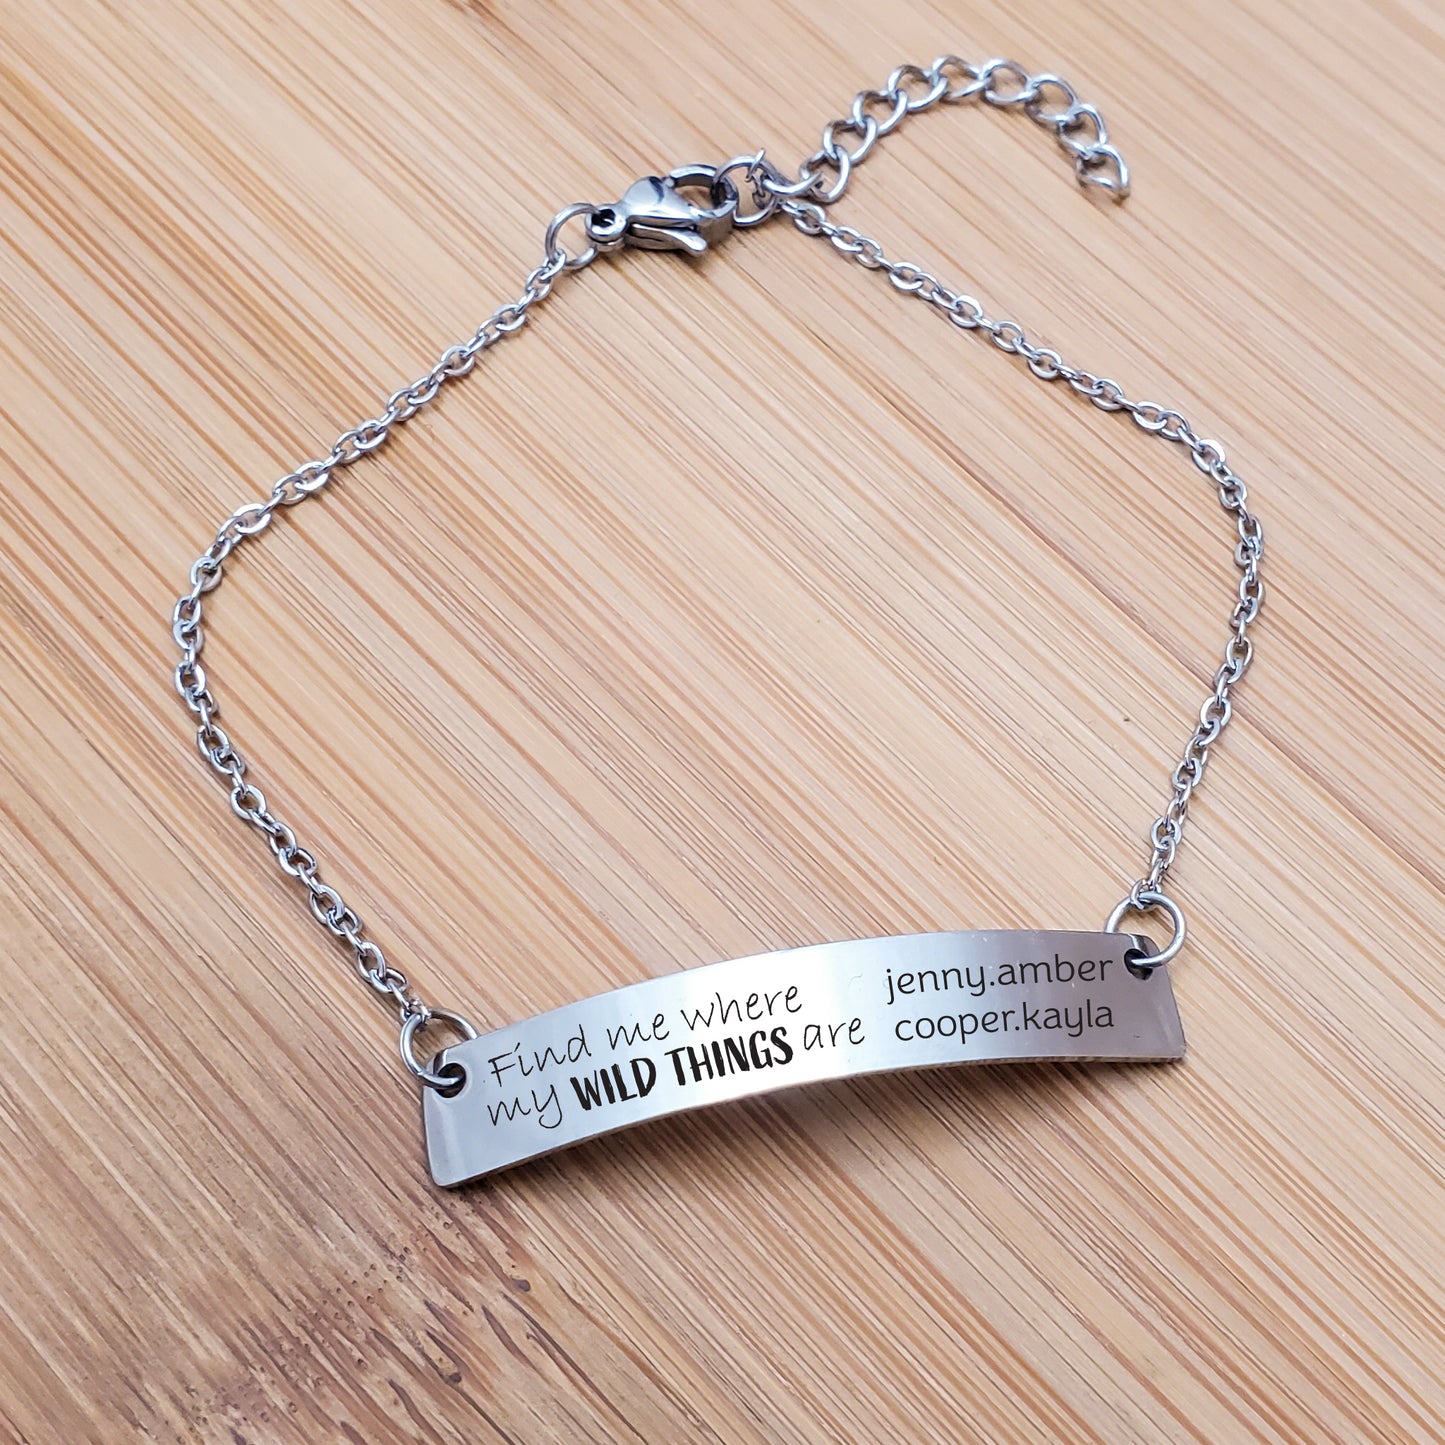 Find me where
my WILD THINGS are
jenny.amber
cooper.kayla